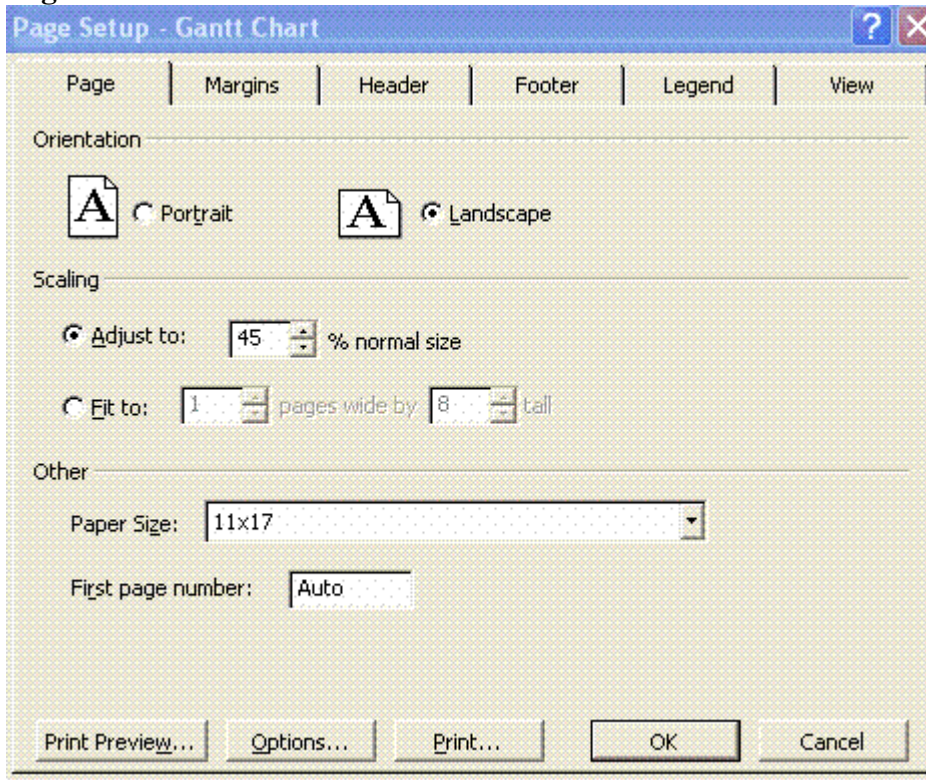 Page Setup - Gantt Chart
Page Margins Header Footer Legend View
Orientation
A Portrait A Landscape
Scaling
Adjust to: 45 % normal size
Fit to: 1 pages wide by 8 tall
Other
Paper Size: 11x17
First page number: Auto
Print Preview... Options... Print... OK Cancel